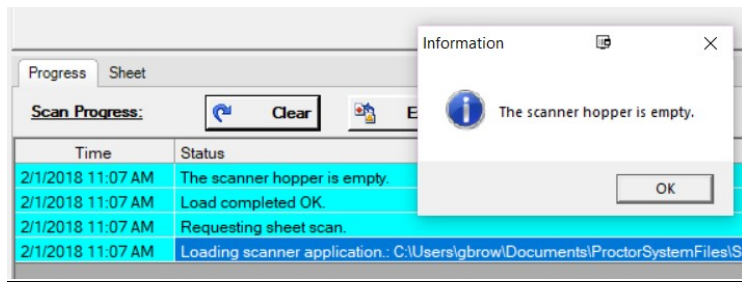 Information
Progress Sheet
Scan Progress:
Clear
The scanner hopper is empty.
Time Status
2/1/2018 11:07 AM The scanner hopper is empty.
OK
2/1/2018 11:07 AM Load completed OK.
2/1/2018 11:07 AM Requesting sheet scan.
2/1/2018 11:07 AM Loading scanner application.: C:\Users\gbrow\Documents\ProctorSystemFiles\S